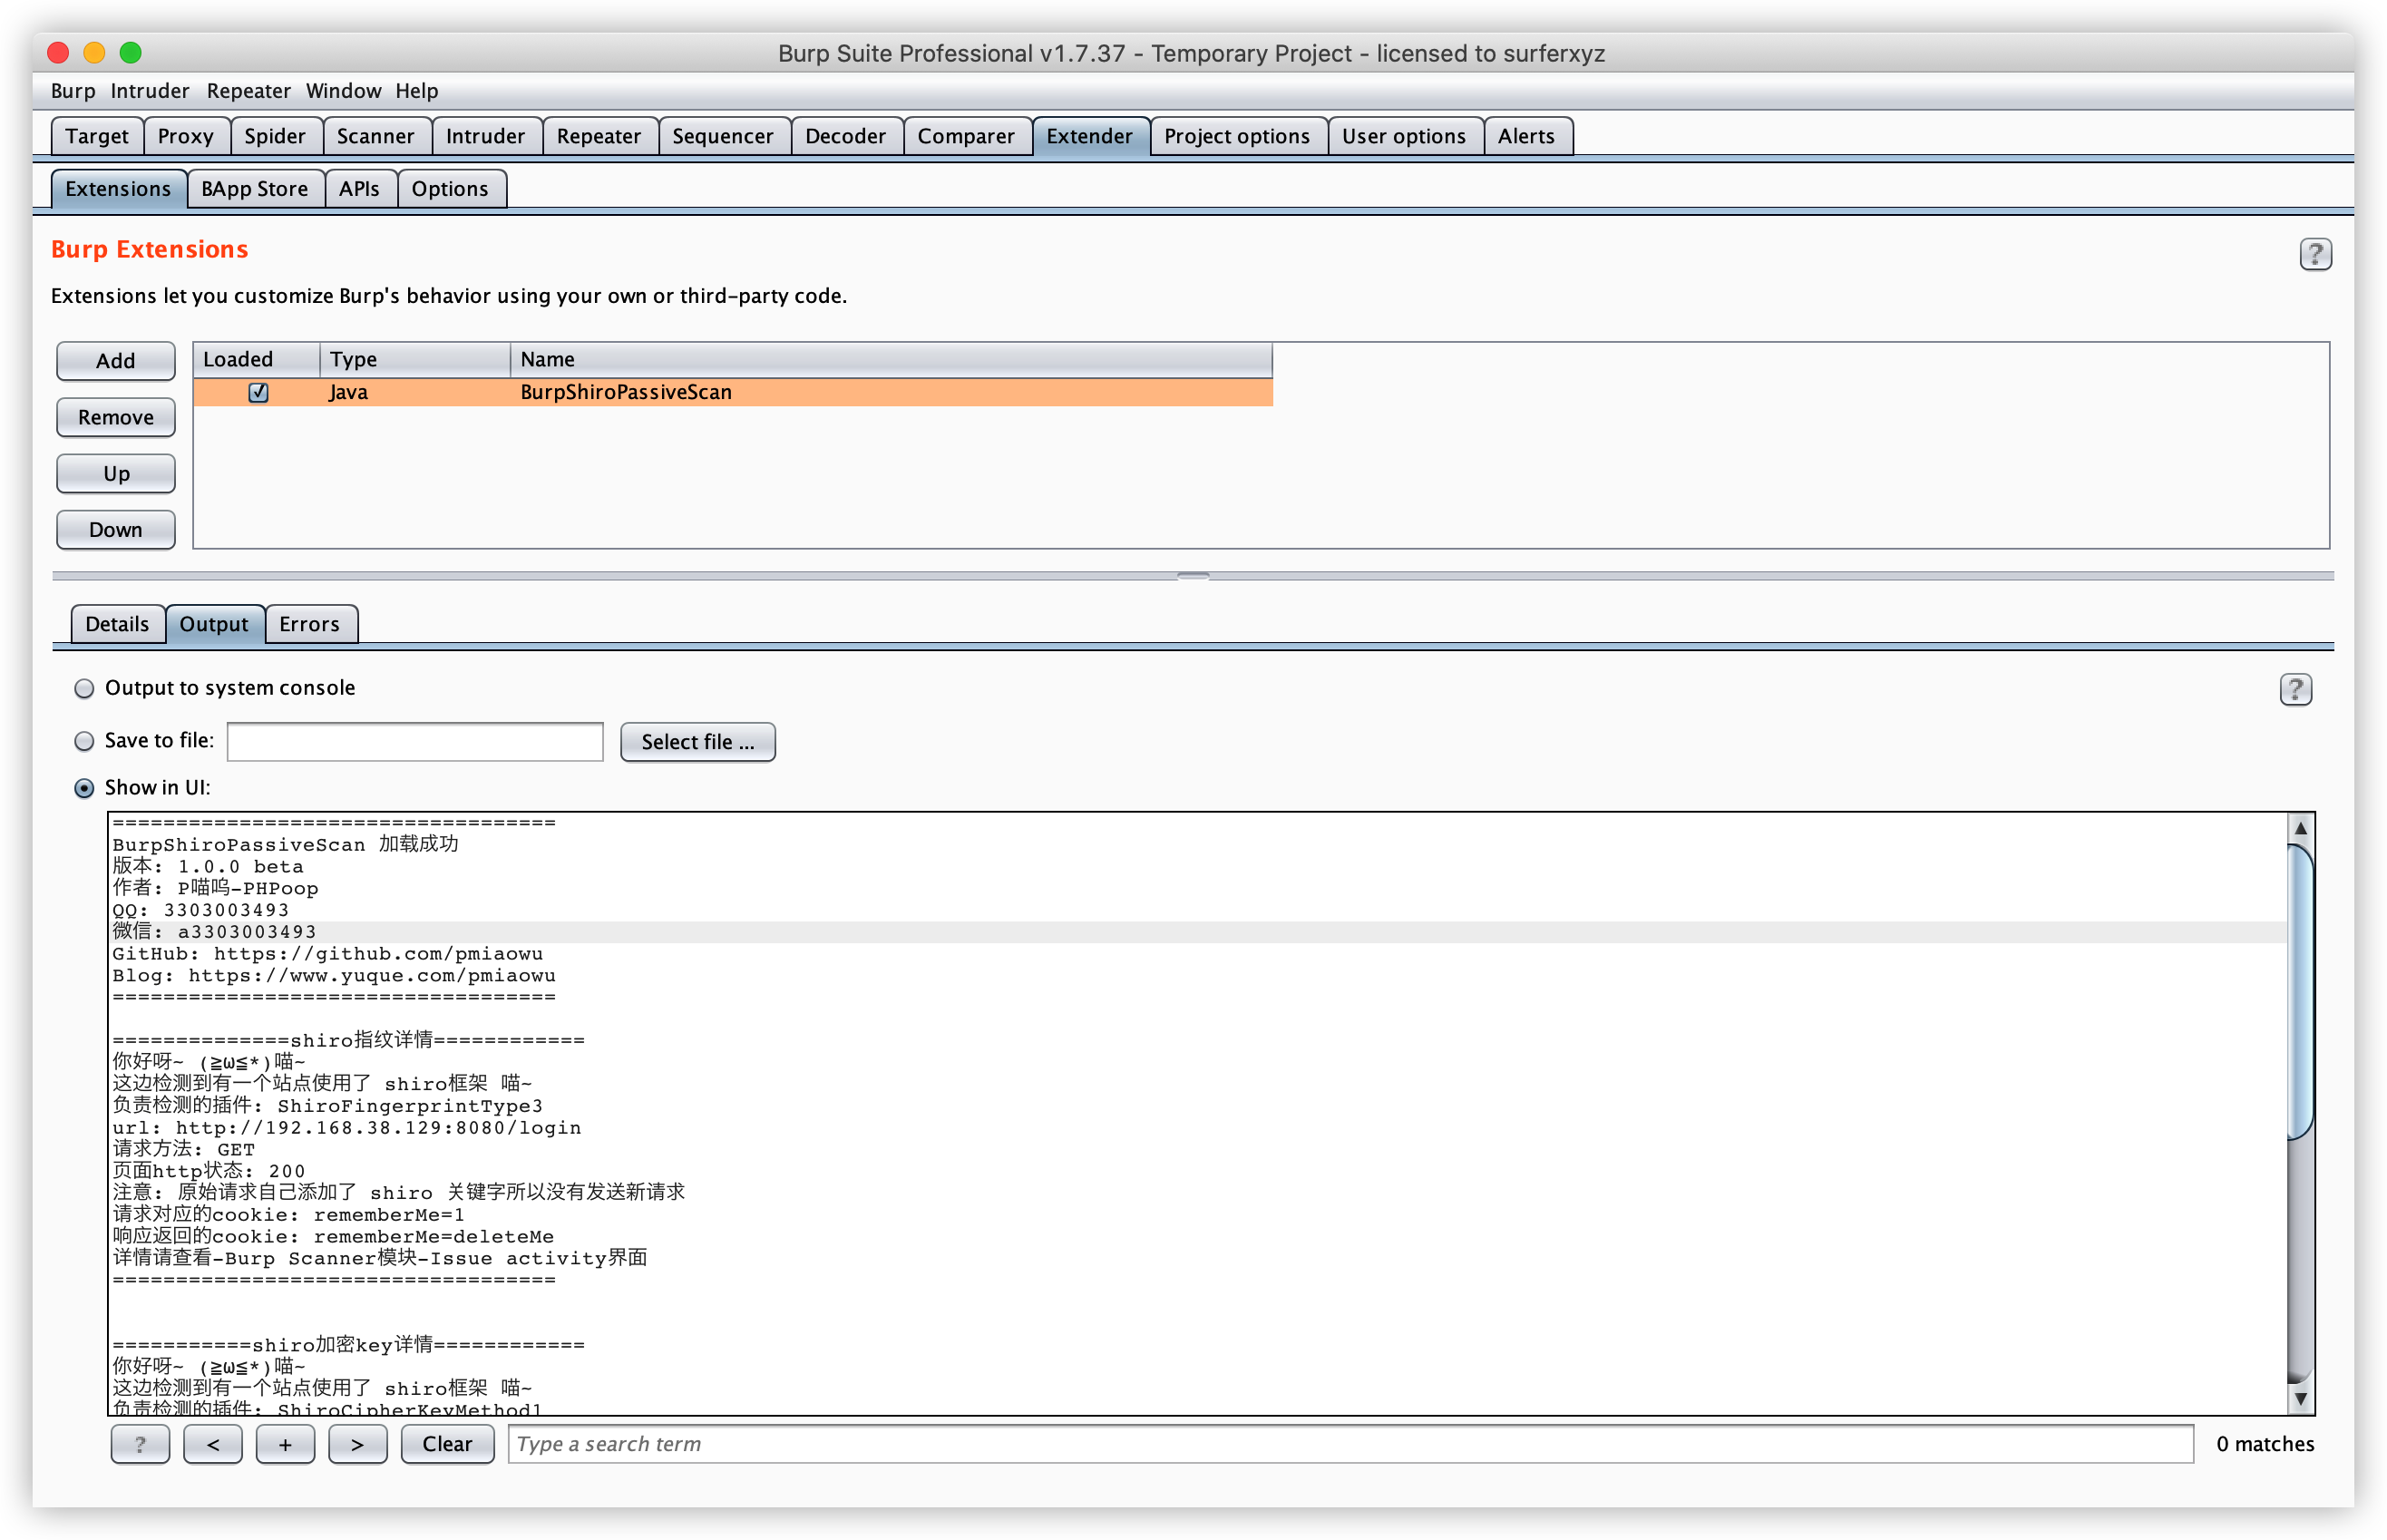 Burp Suite Professional v1.7.37 - Temporary Project - licensed to surferxyz
Burp Intruder Repeater Window Help
Target Proxy Spider Scanner Intruder Repeater Sequencer Decoder Comparer Extender Project options User options Alerts
Extensions BApp Store APIs Options
Burp Extensions
?
Extensions let you customize Burp's behavior using your own or third-party code.
Add
Remove
Up
Down
Loaded Type Name
Java BurpShiroPassiveScan
Details Output Errors
Output to system console
?
Save to file: Select file ...
Show in UI:
===================================
BurpShiroPassiveScan 加载成功
版本: 1.0.0 beta
作者: P喵呜-PHPoop
QQ: 3303003493
微信: a3303003493
GitHub: https://github.com/pmiaowu
Blog: https://www.yuque.com/pmiaowu
===================================
==============shiro指纹详情============
你好呀~ (≧ω≦*)喵~
这边检测到有一个站点使用了 shiro框架 喵~
负责检测的插件: ShiroFingerprintType3
url: http://192.168.38.129:8080/login
请求方法: GET
页面http状态: 200
注意: 原始请求自己添加了 shiro 关键字所以没有发送新请求
请求对应的cookie: rememberMe=1
响应返回的cookie: rememberMe=deleteMe
详情请查看-Burp Scanner模块-Issue activity界面
===================================
===========shiro加密key详情============
你好呀~ (≧ω≦*)喵~
这边检测到有一个站点使用了 shiro框架 喵~
负责检测的插件: ShiroCipherKeyMethod1
? < + > Clear Type a search term 0 matches